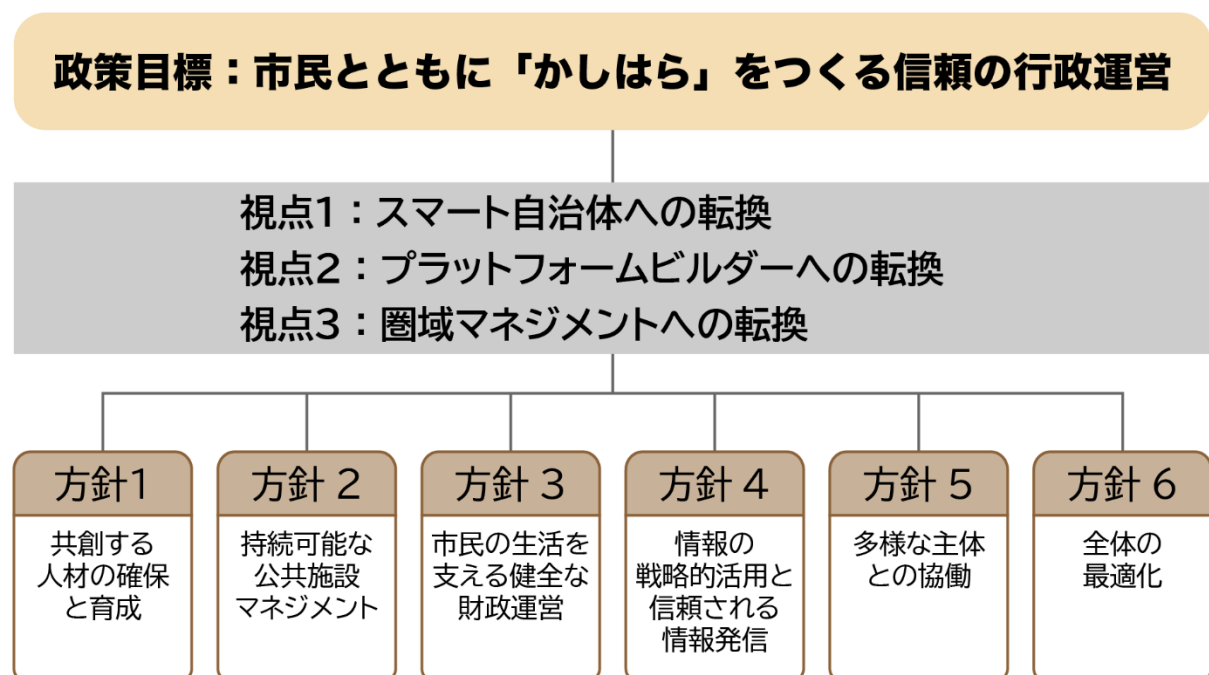 政策目標：市民とともに「かしはら」をつくる信頼の行政運営
視点1：スマート自治体への転換
視点2：プラットフォームビルダーへの転換
視点3：圏域マネジメントへの転換
方針1
共創する
人材の確保
と育成
方針 2
持続可能な
公共施設
マネジメント
方針 3
市民の生活を
支える健全な
財政運営
方針 4
情報の
戦略的活用と
信頼される
情報発信
方針 5
多様な主体
との協働
方針 6
全体の
最適化